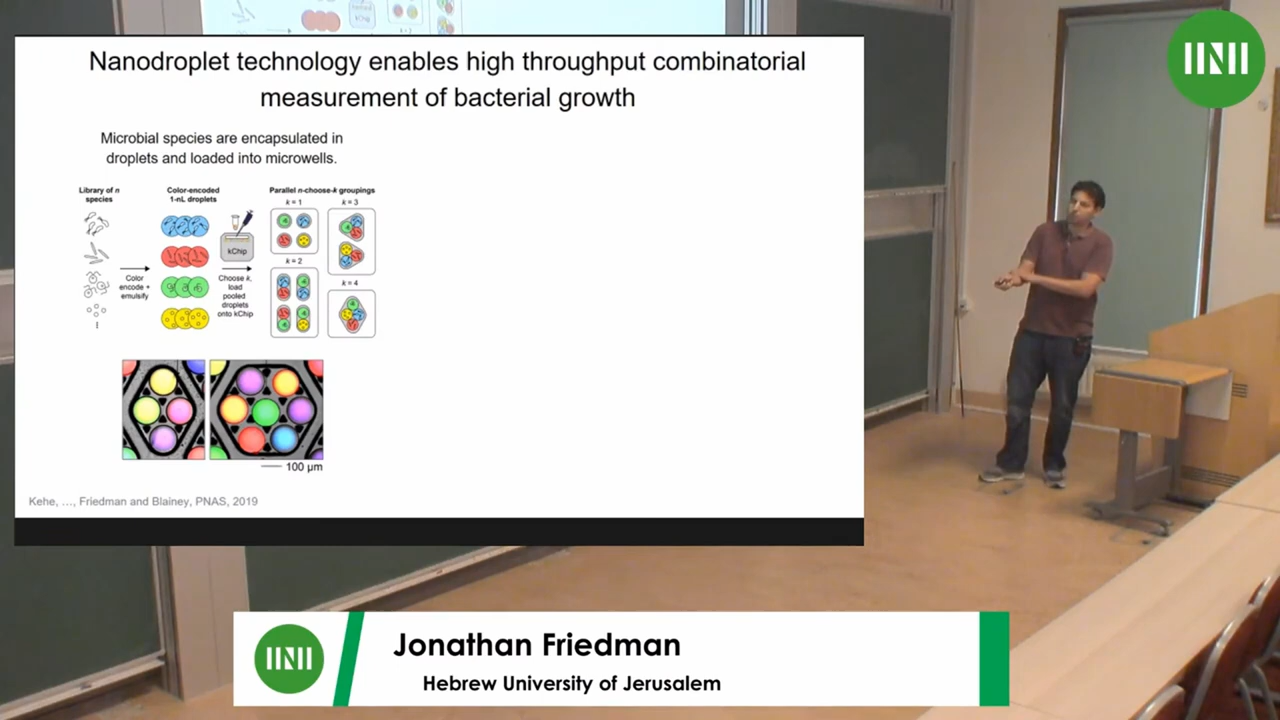 Nanodroplet technology enables high throughput combinatorial
measurement of bacterial growth
Microbial species are encapsulated in
droplets and loaded into microwells.
Library of n
species
Color-encoded
1-nL droplets
Parallel n-choose-k groupings
k = 1
k = 3
kChip
k = 2
Color
encode +
emulsify
Choose k,
load
pooled
droplets
onto kChip
k = 4
100 µm
Kehe, ..., Friedman and Blainey, PNAS, 2019
Jonathan Friedman
Hebrew University of Jerusalem